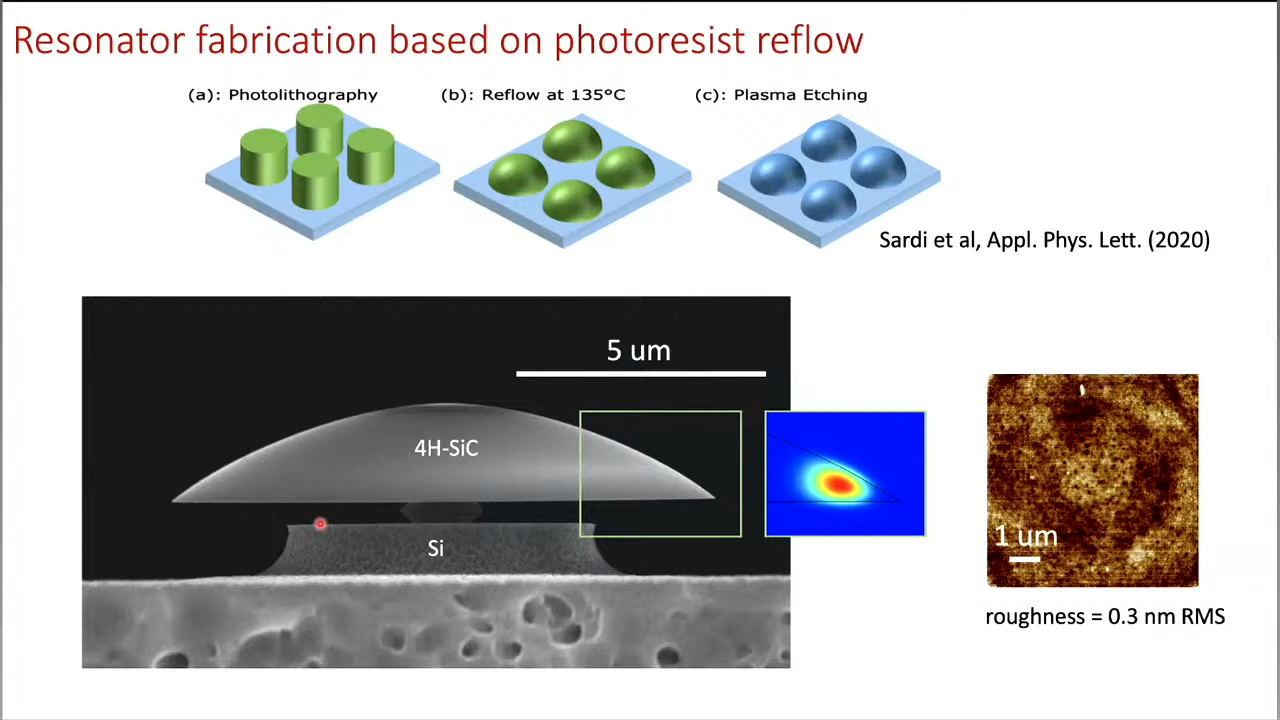 Resonator fabrication based on photoresist reflow
(a): Photolithography
(b): Reflow at 135°C
(c): Plasma Etching
Sardi et al, Appl. Phys. Lett. (2020)
5 um
4H-SiC
Si
1 um
roughness = 0.3 nm RMS